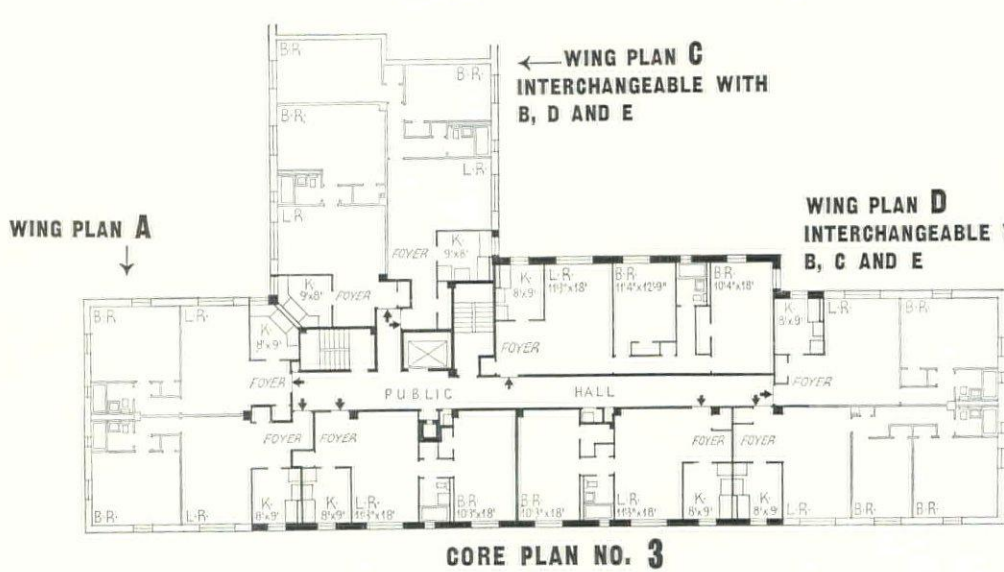 B·R·
B·R·
← WING PLAN C
INTERCHANGEABLE WITH
B, D AND E
B·R·
L·R·
L·R·
WING PLAN A
↓
WING PLAN D
INTERCHANGEABLE
B, C AND E
↓
FOYER
K·
9'x8'
K·
9'x8'
FOYER
K·
8'x9'
L·R·
11'3"x18'
B·R·
11'4"x12'9"
B·R·
10'4"x18'
B·R·
L·R·
K·
8'x9'
FOYER
K·
8'x9'
L·R·
B·R·
FOYER
PUBLIC HALL
FOYER
FOYER
FOYER
FOYER
FOYER
B·R·
L·R·
K·
8'x9'
K·
8'x9'
L·R·
11'3"x18'
B·R·
10'3"x18'
B·R·
10'3"x18'
L·R·
11'3"x18'
K·
8'x9'
K·
8'x9'
L·R·
B·R·
B·R·
CORE PLAN NO. 3